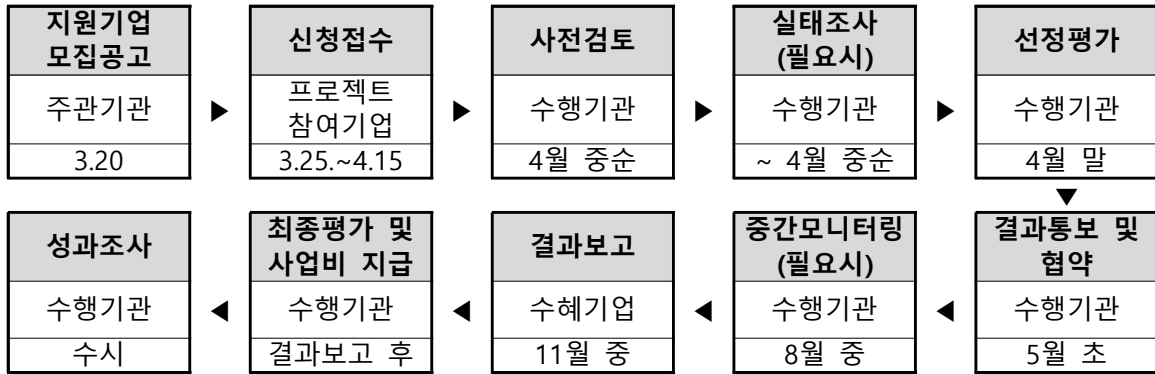 지원기업
모집공고
주관기관
3.20
▶
신청접수
프로젝트
참여기업
3.25.~4.15
▶
사전검토
수행기관
4월 중순
▶
실태조사
(필요시)
수행기관
~ 4월 중순
▶
선정평가
수행기관
4월 말
▼
결과통보 및
협약
수행기관
5월 초
◀
중간모니터링
(필요시)
수행기관
8월 중
◀
결과보고
수혜기업
11월 중
◀
최종평가 및
사업비 지급
수행기관
결과보고 후
◀
성과조사
수행기관
수시